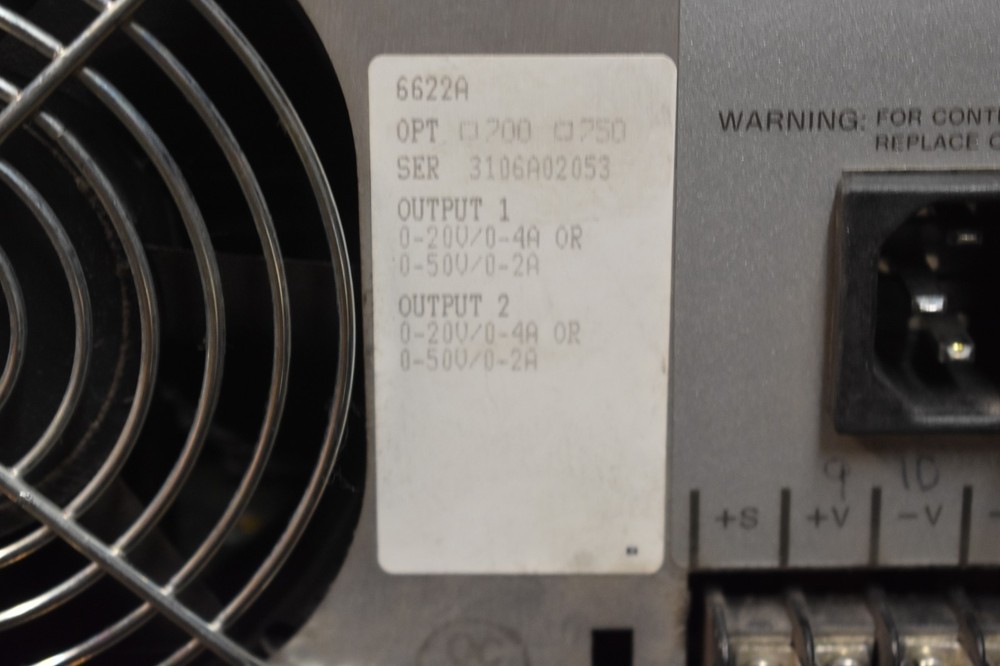 6622A
OPT □700 □750
SER 3106A02053
OUTPUT 1
0-20V/0-4A OR
0-50V/0-2A
OUTPUT 2
0-20V/0-4A OR
0-50V/0-2A
WARNING: FOR CONTI
REPLACE
9 10
+S +V -V